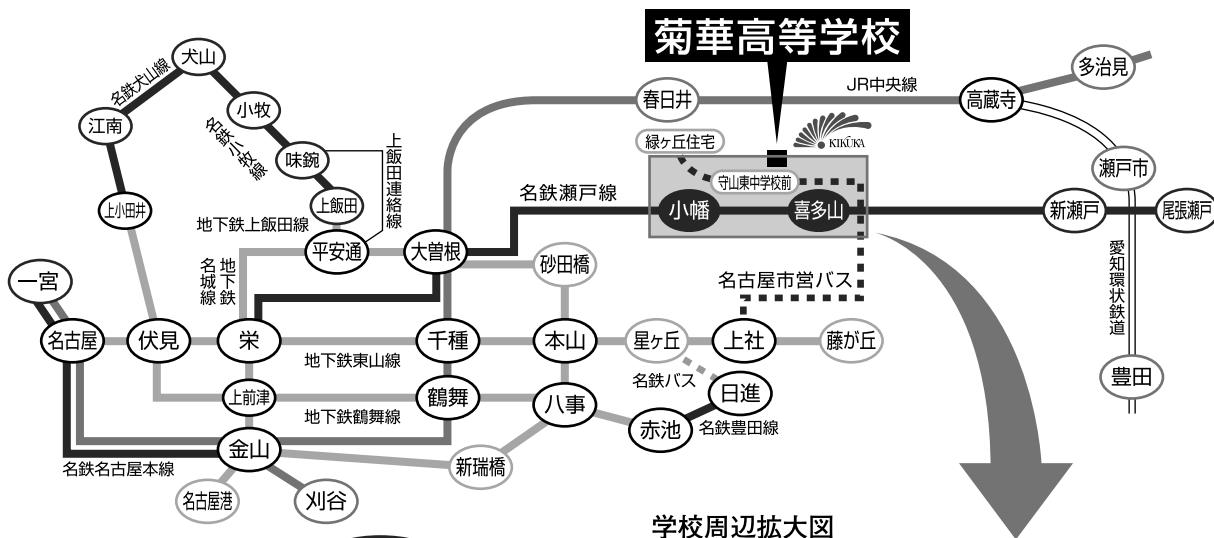 菊華高等学校
犬山
名鉄犬山線
多治見
JR中央線
春日井
高蔵寺
小牧
江南
名鉄小牧線
KIKŪKA
緑ヶ丘住宅
上飯田連絡線
味鋺
瀬戸市
守山東中学校前
名鉄瀬戸線
上飯田
上小田井
小幡
喜多山
新瀬戸
尾張瀬戸
地下鉄上飯田線
平安通
大曽根
砂田橋
愛知環状鉄道
地下鉄
名城線
一宮
名古屋市営バス
名古屋
伏見
栄
千種
本山
星ヶ丘
上社
藤が丘
地下鉄東山線
豊田
名鉄バス
上前津
鶴舞
八事
日進
地下鉄鶴舞線
赤池
名鉄豊田線
金山
名鉄名古屋本線
新瑞橋
名古屋港
刈谷
学校周辺拡大図